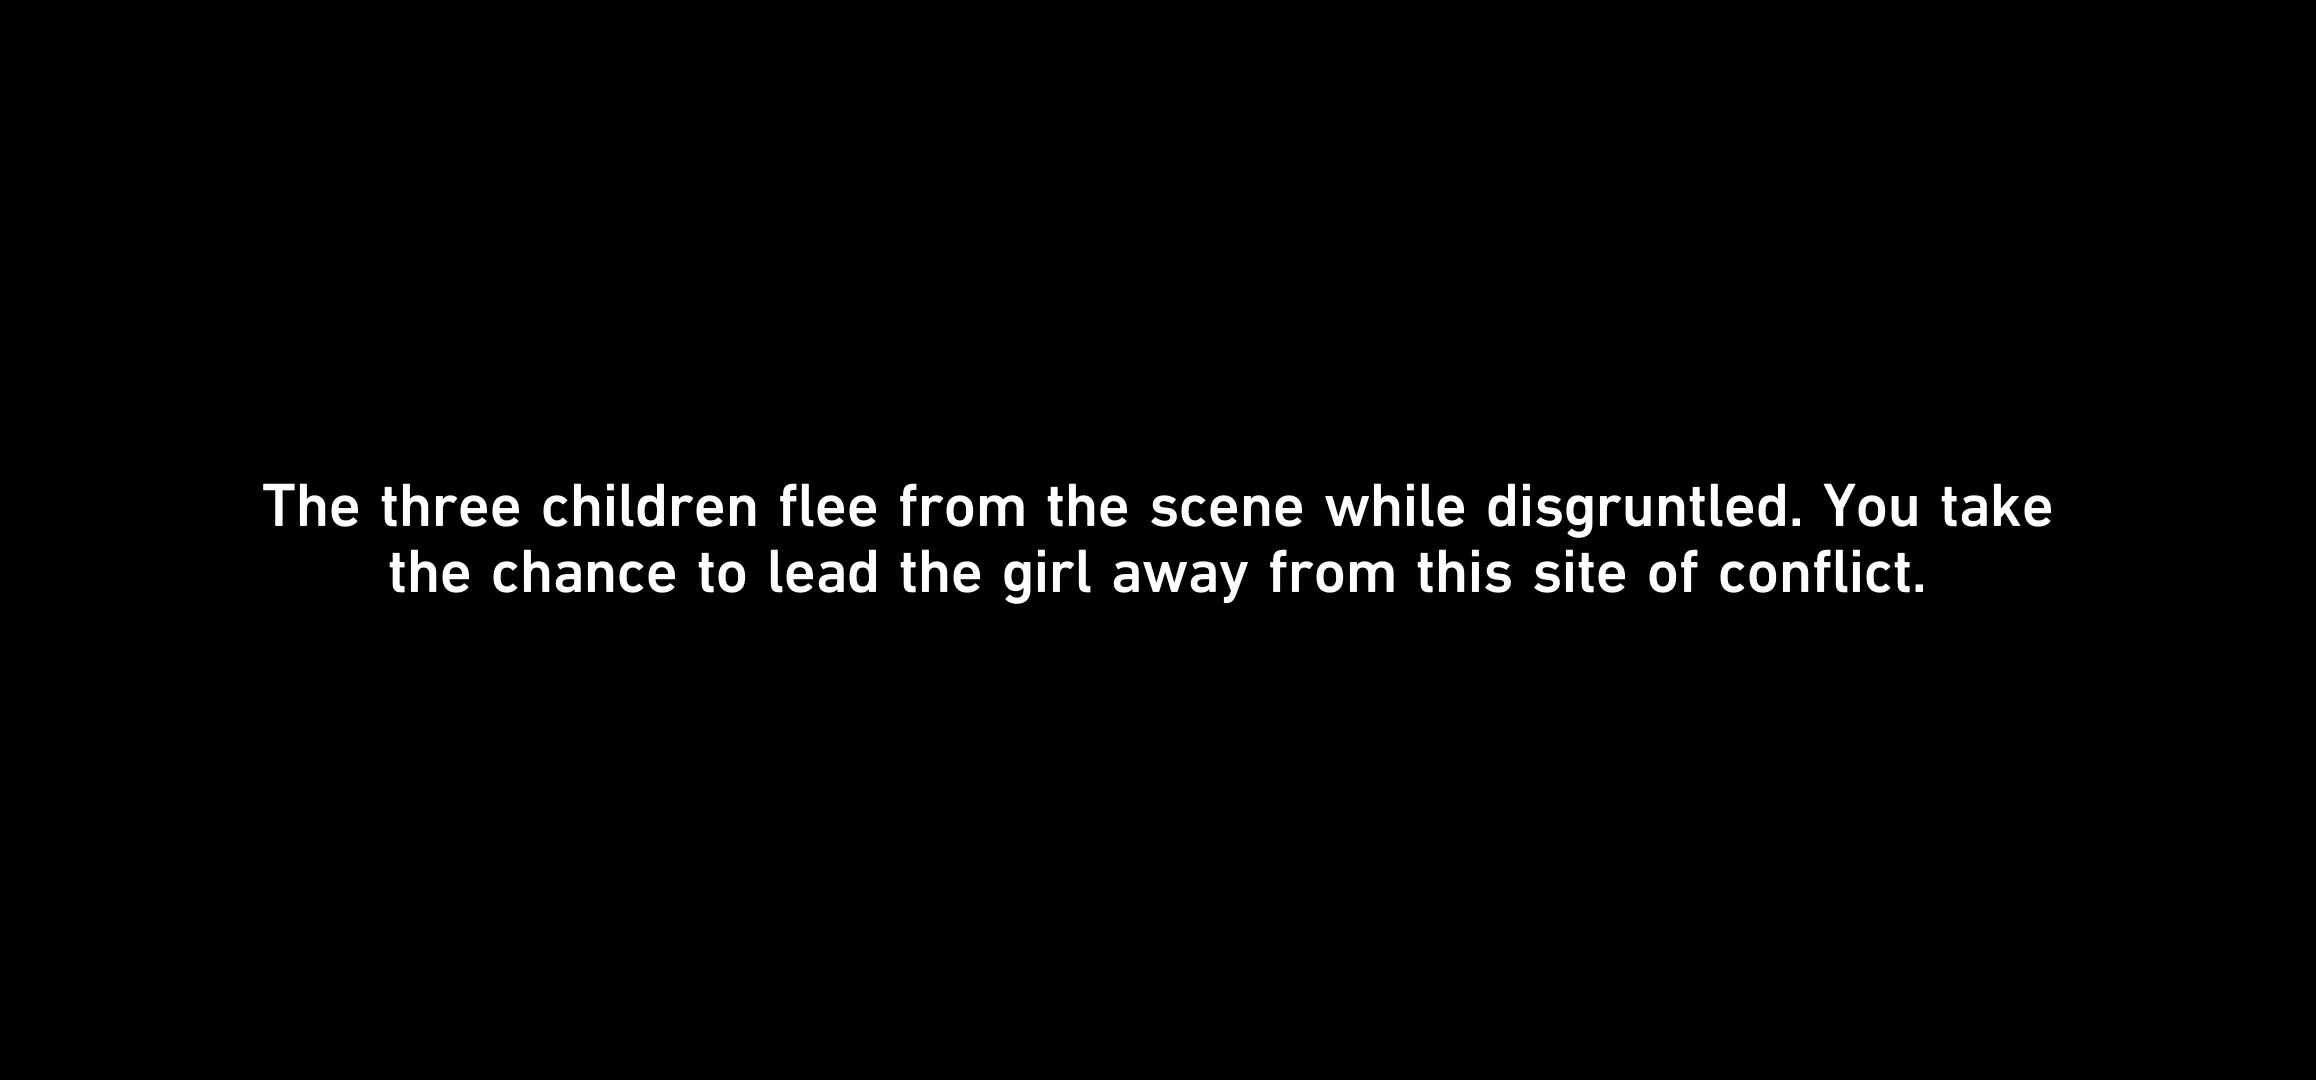 The three children flee from the scene while disgruntled. You take
the chance to lead the girl away from this site of conflict.